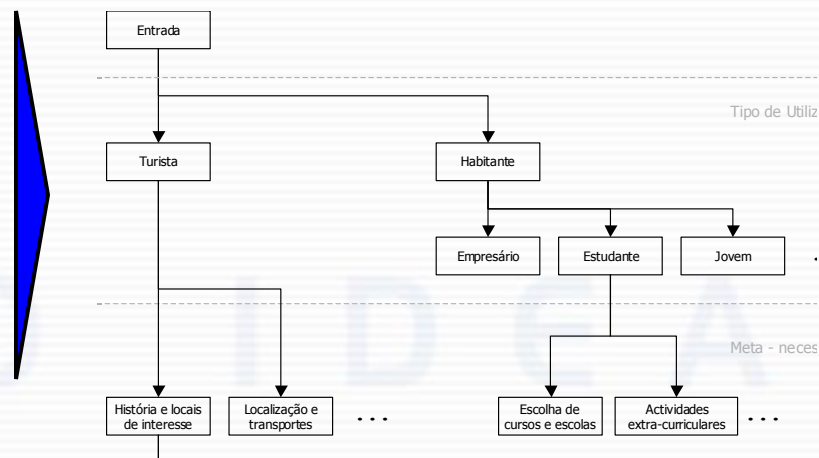 Entrada
Tipo de Utiliz
Turista
Habitante
Empresário
Estudante
Jovem
Meta - neces
História e locais
de interesse
Localização e
transportes
...
Escolha de
cursos e escolas
Actividades
extra-curriculares
...
I D E A